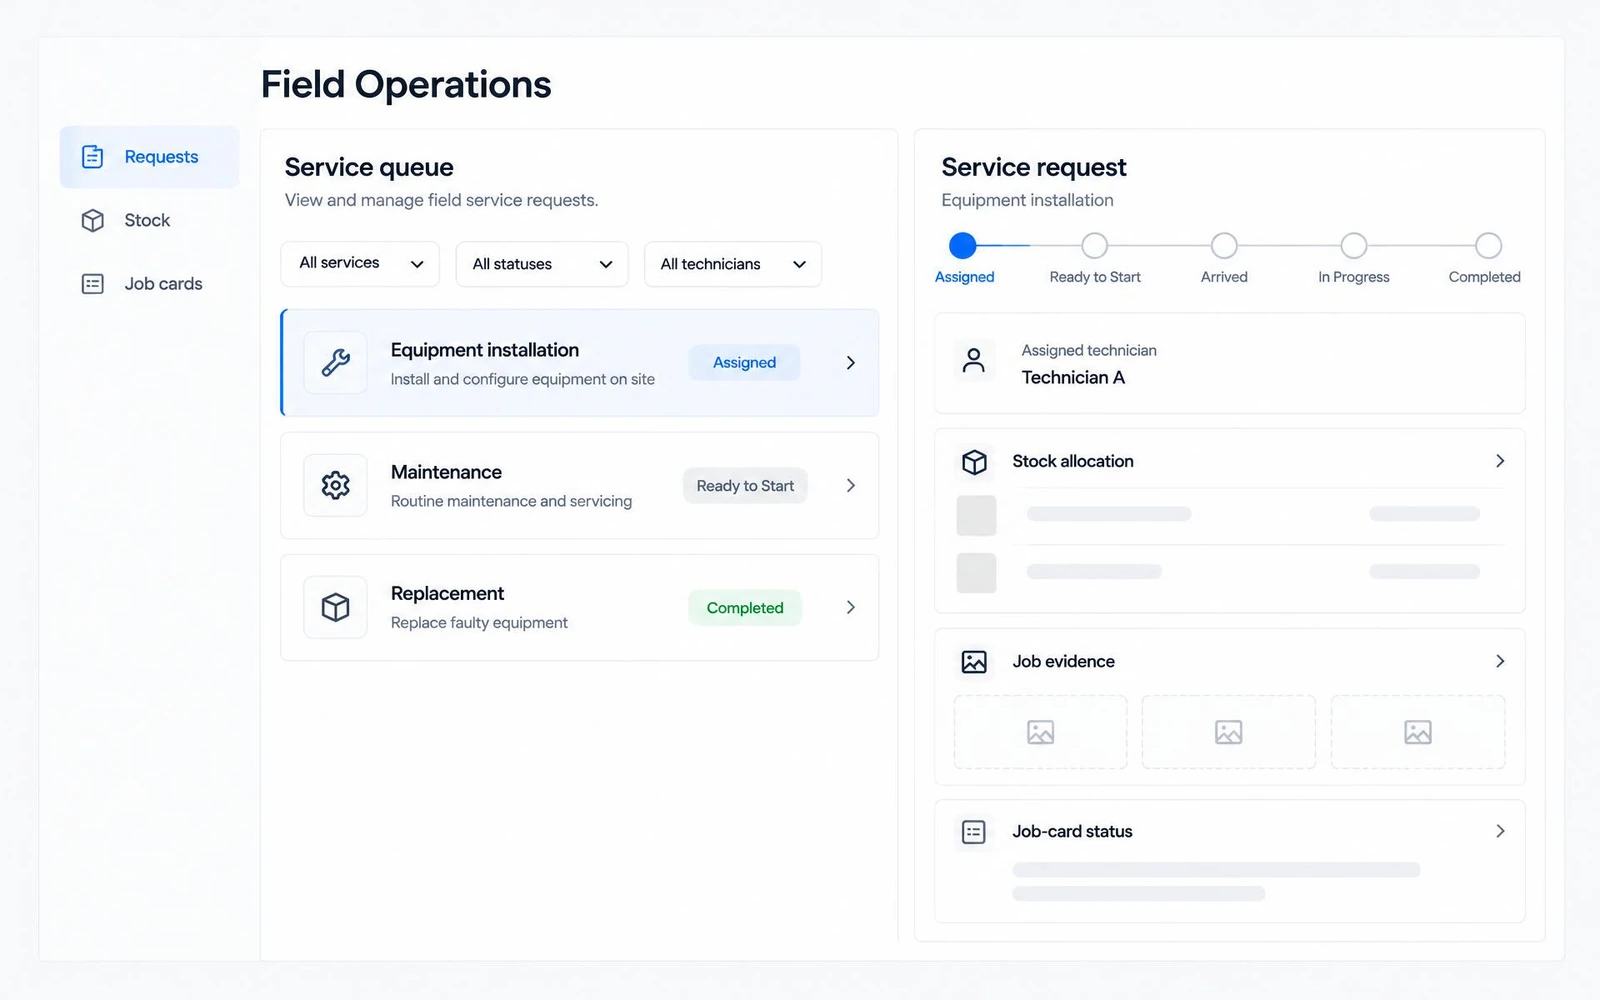 Field Operations
Requests
Stock
Job cards
Service queue
View and manage field service requests.
All services
All statuses
All technicians
Equipment installation
Install and configure equipment on site
Assigned
Maintenance
Routine maintenance and servicing
Ready to Start
Replacement
Replace faulty equipment
Completed
Service request
Equipment installation
Assigned
Ready to Start
Arrived
In Progress
Completed
Assigned technician
Technician A
Stock allocation
Job evidence
Job-card status